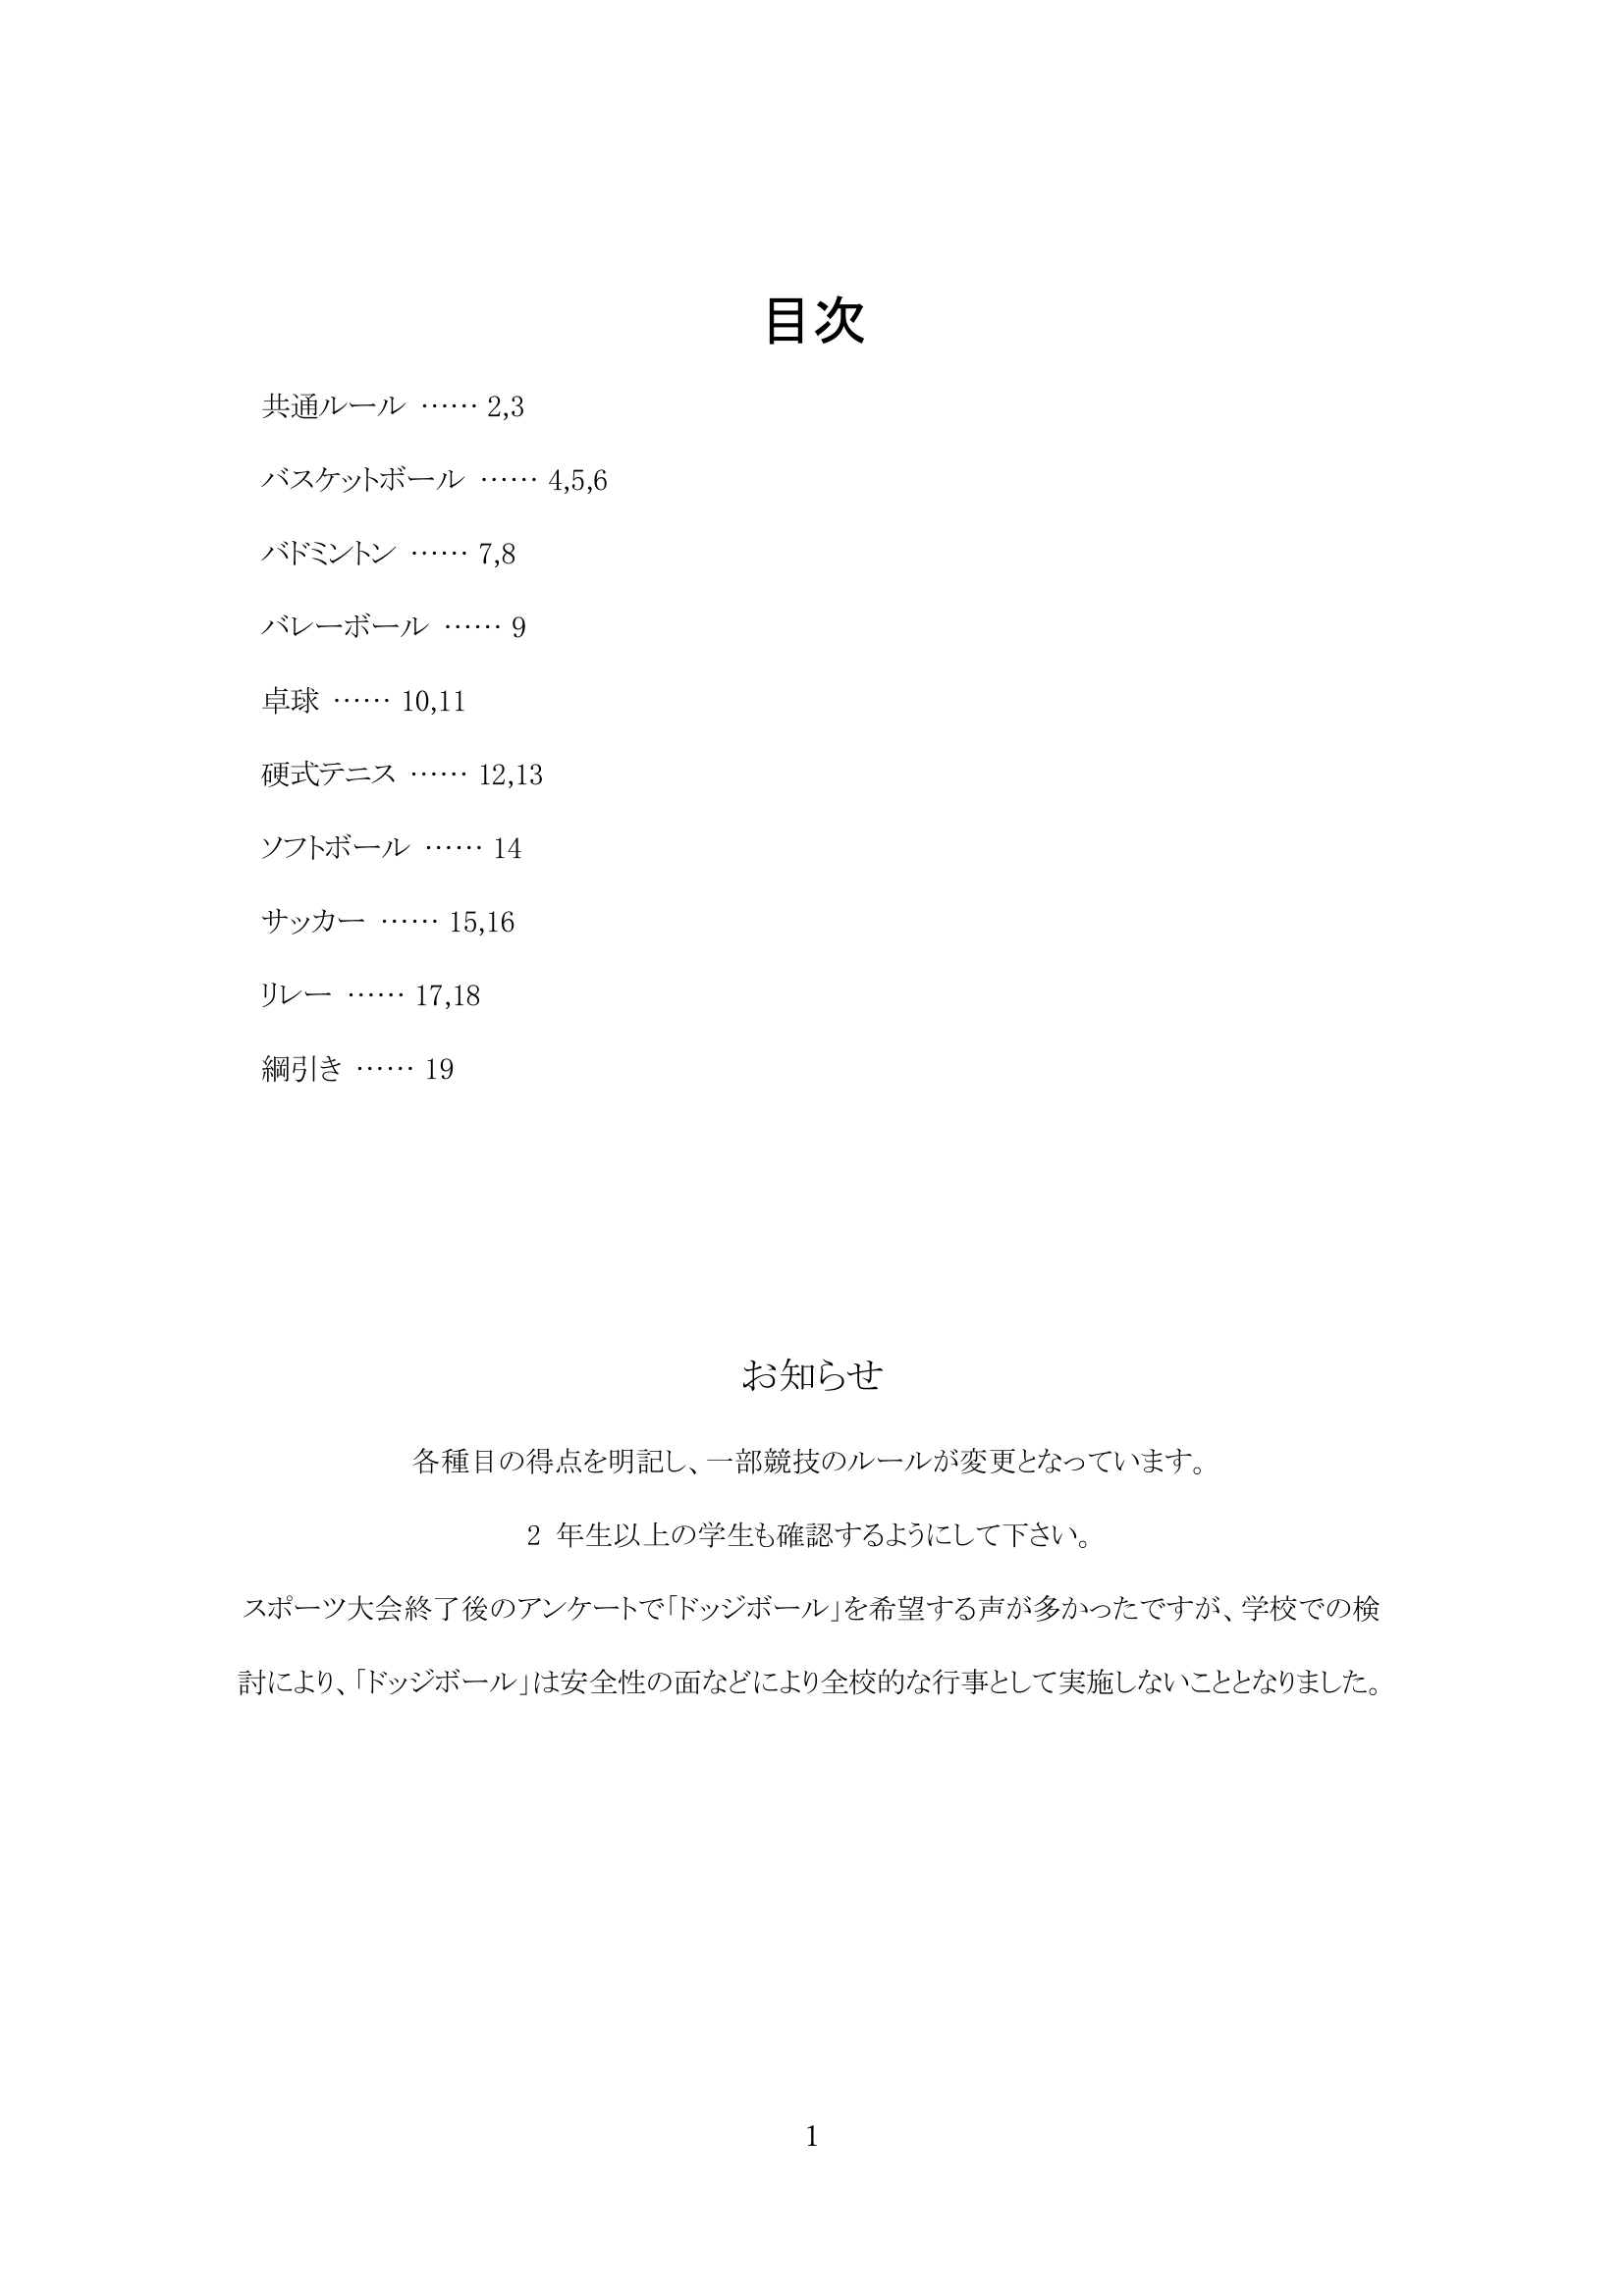 目次
共通ルール …… 2,3
バスケットボール …… 4,5,6
バドミントン …… 7,8
バレーボール …… 9
卓球 …… 10,11
硬式テニス …… 12,13
ソフトボール …… 14
サッカー …… 15,16
リレー …… 17,18
綱引き …… 19
お知らせ
各種目の得点を明記し、一部競技のルールが変更となっています。
2 年生以上の学生も確認するようにして下さい。
スポーツ大会終了後のアンケートで「ドッジボール」を希望する声が多かったですが、学校での検
討により、「ドッジボール」は安全性の面などにより全校的な行事として実施しないこととなりました。
1